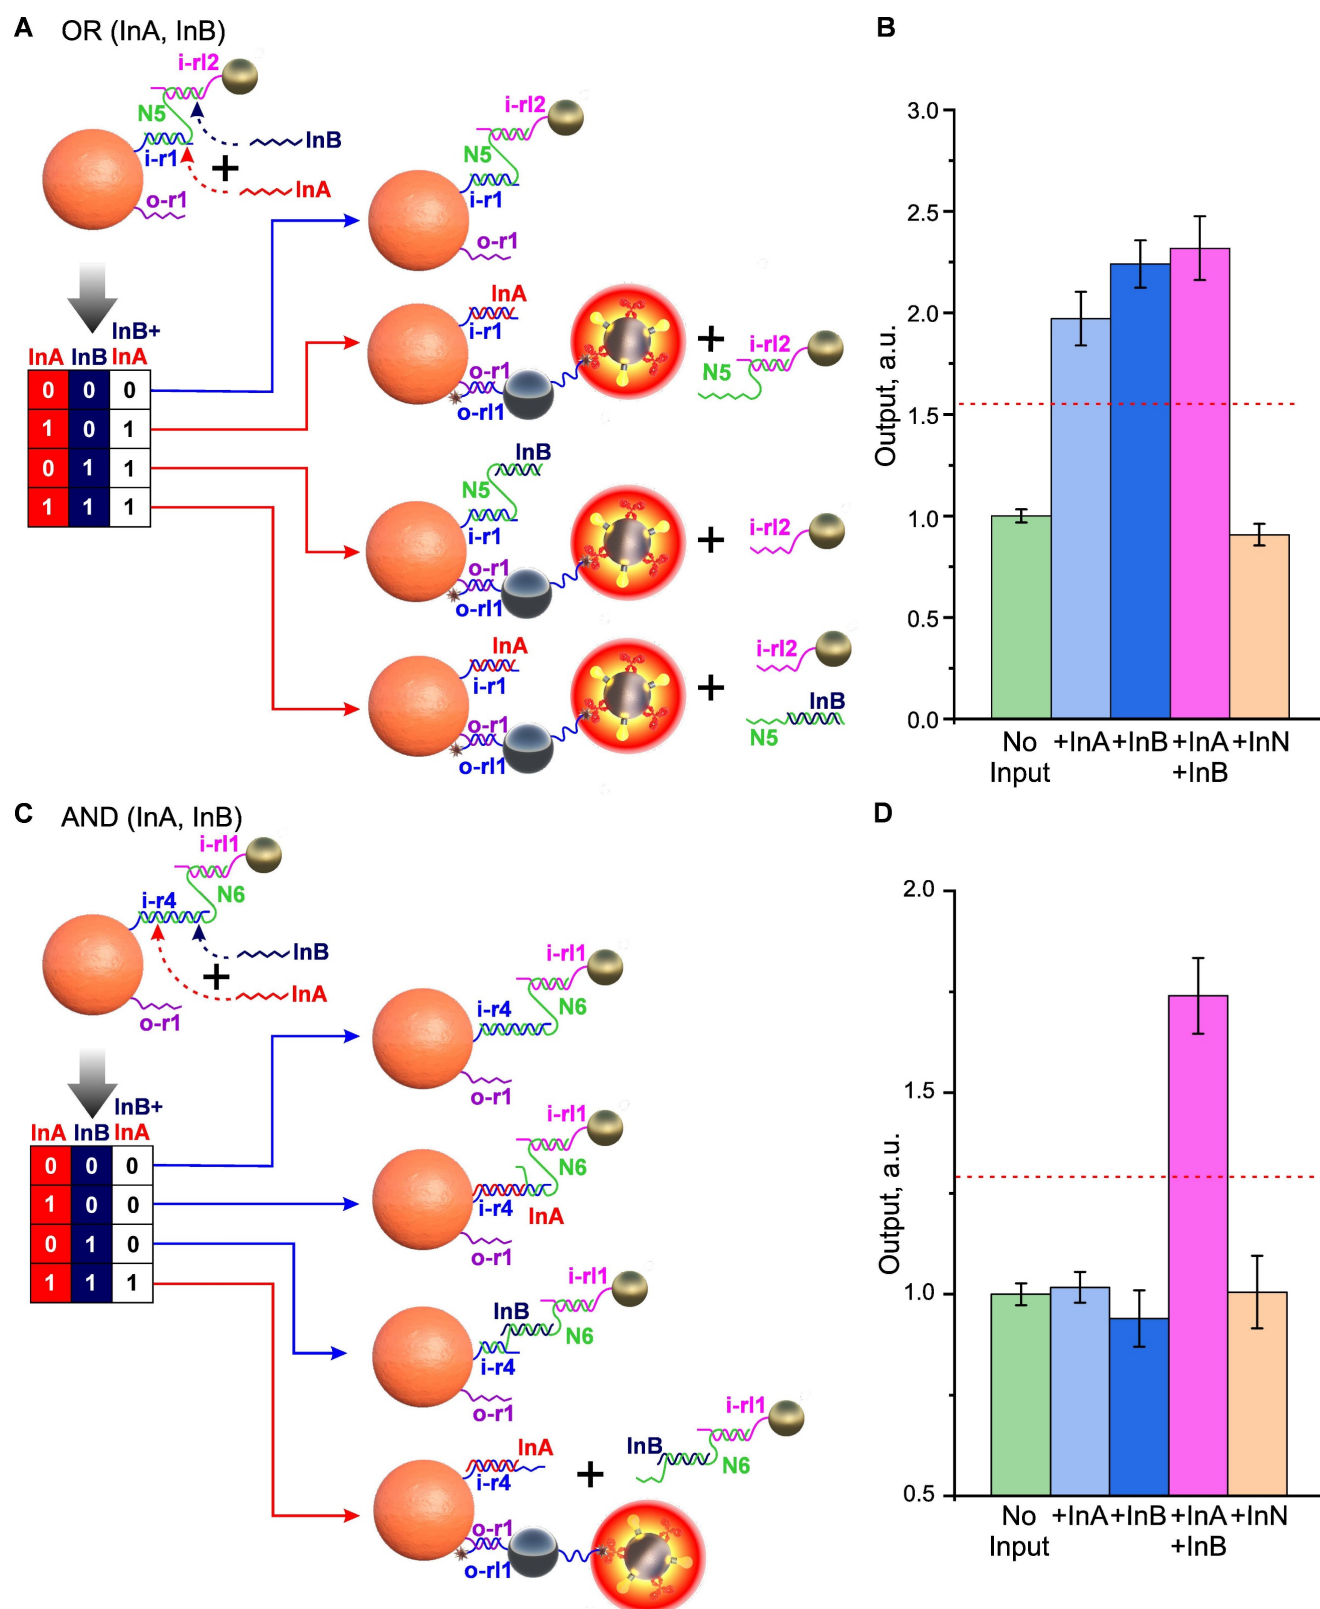 A OR (InA, InB)
i-rl2
N5
InB
i-r1
InA
o-r1
i-rl2
N5
i-r1
o-r1
InB+
InA InB InA
0 0 0
1 0 1
0 1 1
1 1 1
InA
i-r1
o-r1
o-rl1
i-rl2
N5
InB
N5
i-r1
o-r1
o-rl1
i-rl2
InA
i-r1
o-r1
o-rl1
i-rl2
InB
N5
B
3.0
2.5
2.0
1.5
1.0
0.5
0.0
Output, a.u.
No +InA +InB +InA +InN
Input +InB
C AND (InA, InB)
i-rl1
i-r4
N6
InB
InA
o-r1
i-rl1
i-r4
N6
o-r1
InB+
InA InB InA
0 0 0
1 0 0
0 1 0
1 1 1
i-rl1
N6
i-r4
InA
o-r1
i-rl1
InB
N6
i-r4
o-r1
i-rl1
InA
InB
N6
i-r4
o-r1
o-rl1
D
2.0
1.5
1.0
0.5
Output, a.u.
No +InA +InB +InA +InN
Input +InB